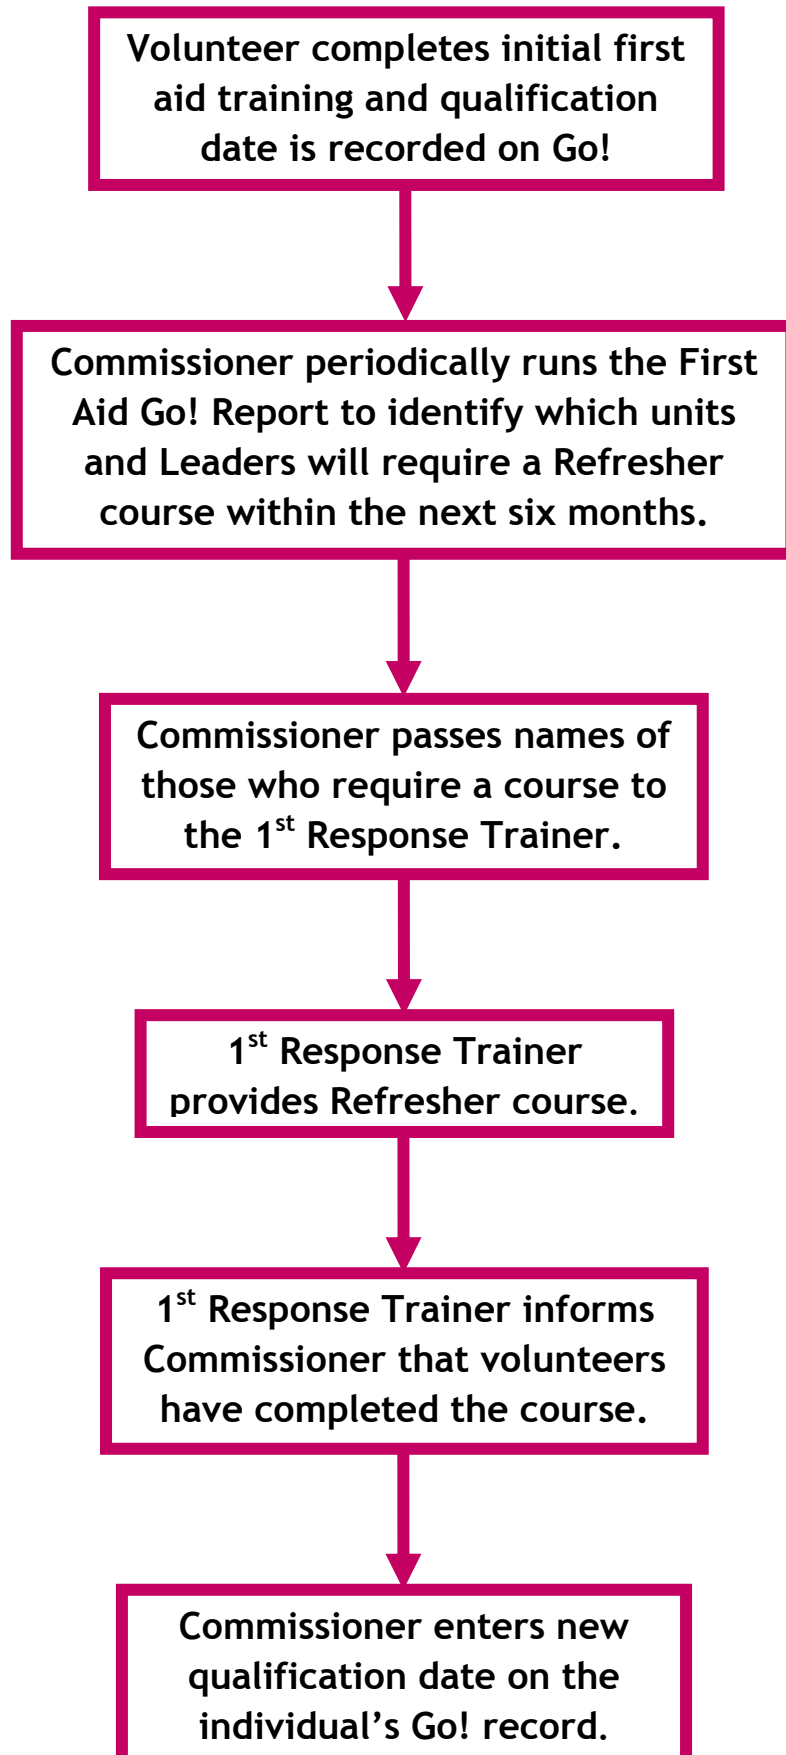 Volunteer completes initial first
aid training and qualification
date is recorded on Go!
Commissioner periodically runs the First
Aid Go! Report to identify which units
and Leaders will require a Refresher
course within the next six months.
Commissioner passes names of
those who require a course to
the 1st Response Trainer.
1st Response Trainer
provides Refresher course.
1st Response Trainer informs
Commissioner that volunteers
have completed the course.
Commissioner enters new
qualification date on the
individual’s Go! record.